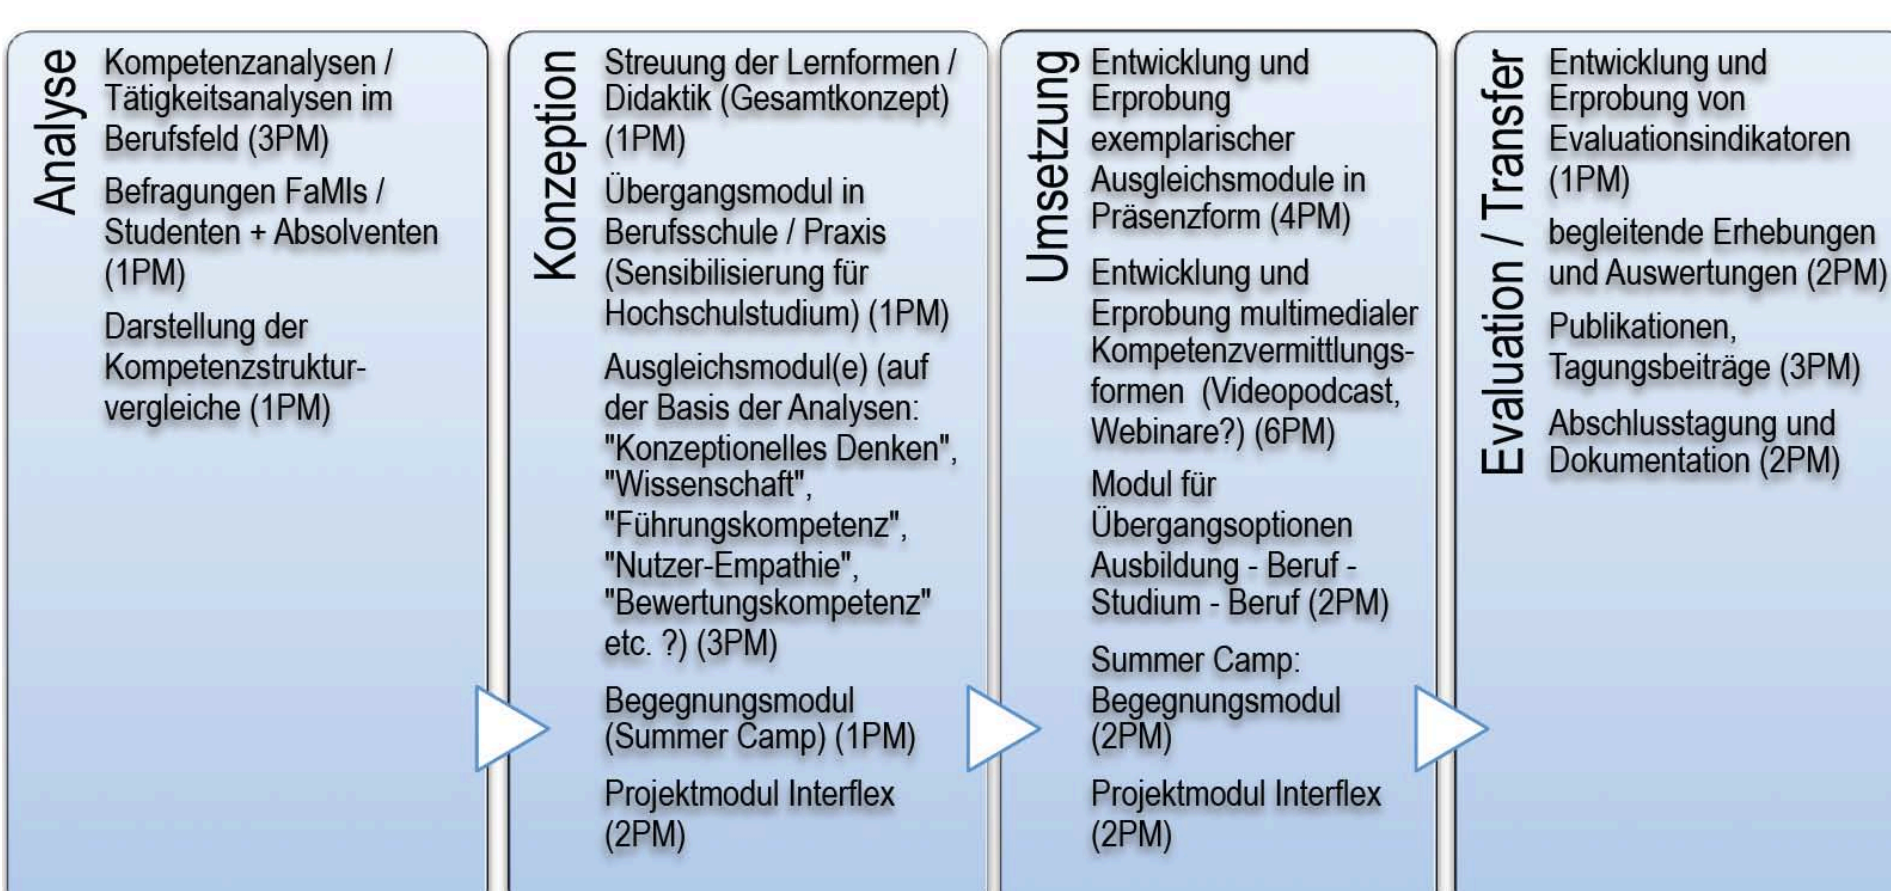 Analyse
Kompetenzanalysen /
Tätigkeitsanalysen im
Berufsfeld (3PM)
Befragungen FaMIs /
Studenten + Absolventen
(1PM)
Darstellung der
Kompetenzstruktur-
vergleiche (1PM)
Konzeption
Streuung der Lernformen /
Didaktik (Gesamtkonzept)
(1PM)
Übergangsmodul in
Berufsschule / Praxis
(Sensibilisierung für
Hochschulstudium) (1PM)
Ausgleichsmodul(e) (auf
der Basis der Analysen:
"Konzeptionelles Denken",
"Wissenschaft",
"Führungskompetenz",
"Nutzer-Empathie",
"Bewertungskompetenz"
etc. ?) (3PM)
Begegnungsmodul
(Summer Camp) (1PM)
Projektmodul Interflex
(2PM)
Umsetzung
Entwicklung und
Erprobung
exemplarischer
Ausgleichsmodule in
Präsenzform (4PM)
Entwicklung und
Erprobung multimedialer
Kompetenzvermittlungs-
formen (Videopodcast,
Webinare?) (6PM)
Modul für
Übergangsoptionen
Ausbildung - Beruf -
Studium - Beruf (2PM)
Summer Camp:
Begegnungsmodul
(2PM)
Projektmodul Interflex
(2PM)
Evaluation / Transfer
Entwicklung und
Erprobung von
Evaluationsindikatoren
(1PM)
begleitende Erhebungen
und Auswertungen (2PM)
Publikationen,
Tagungsbeiträge (3PM)
Abschlusstagung und
Dokumentation (2PM)